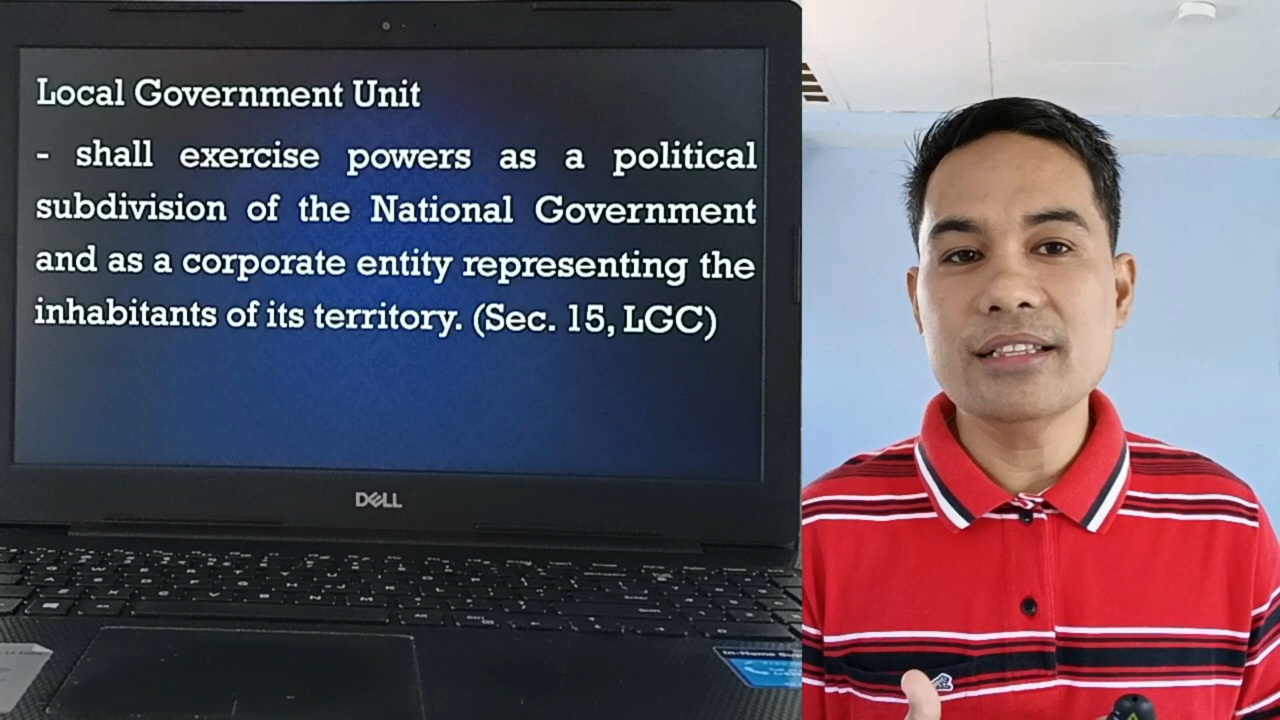 Local Government Unit
- shall exercise powers as a political
subdivision of the National Government
and as a corporate entity representing the
inhabitants of its territory. (Sec. 15, LGC)
DELL